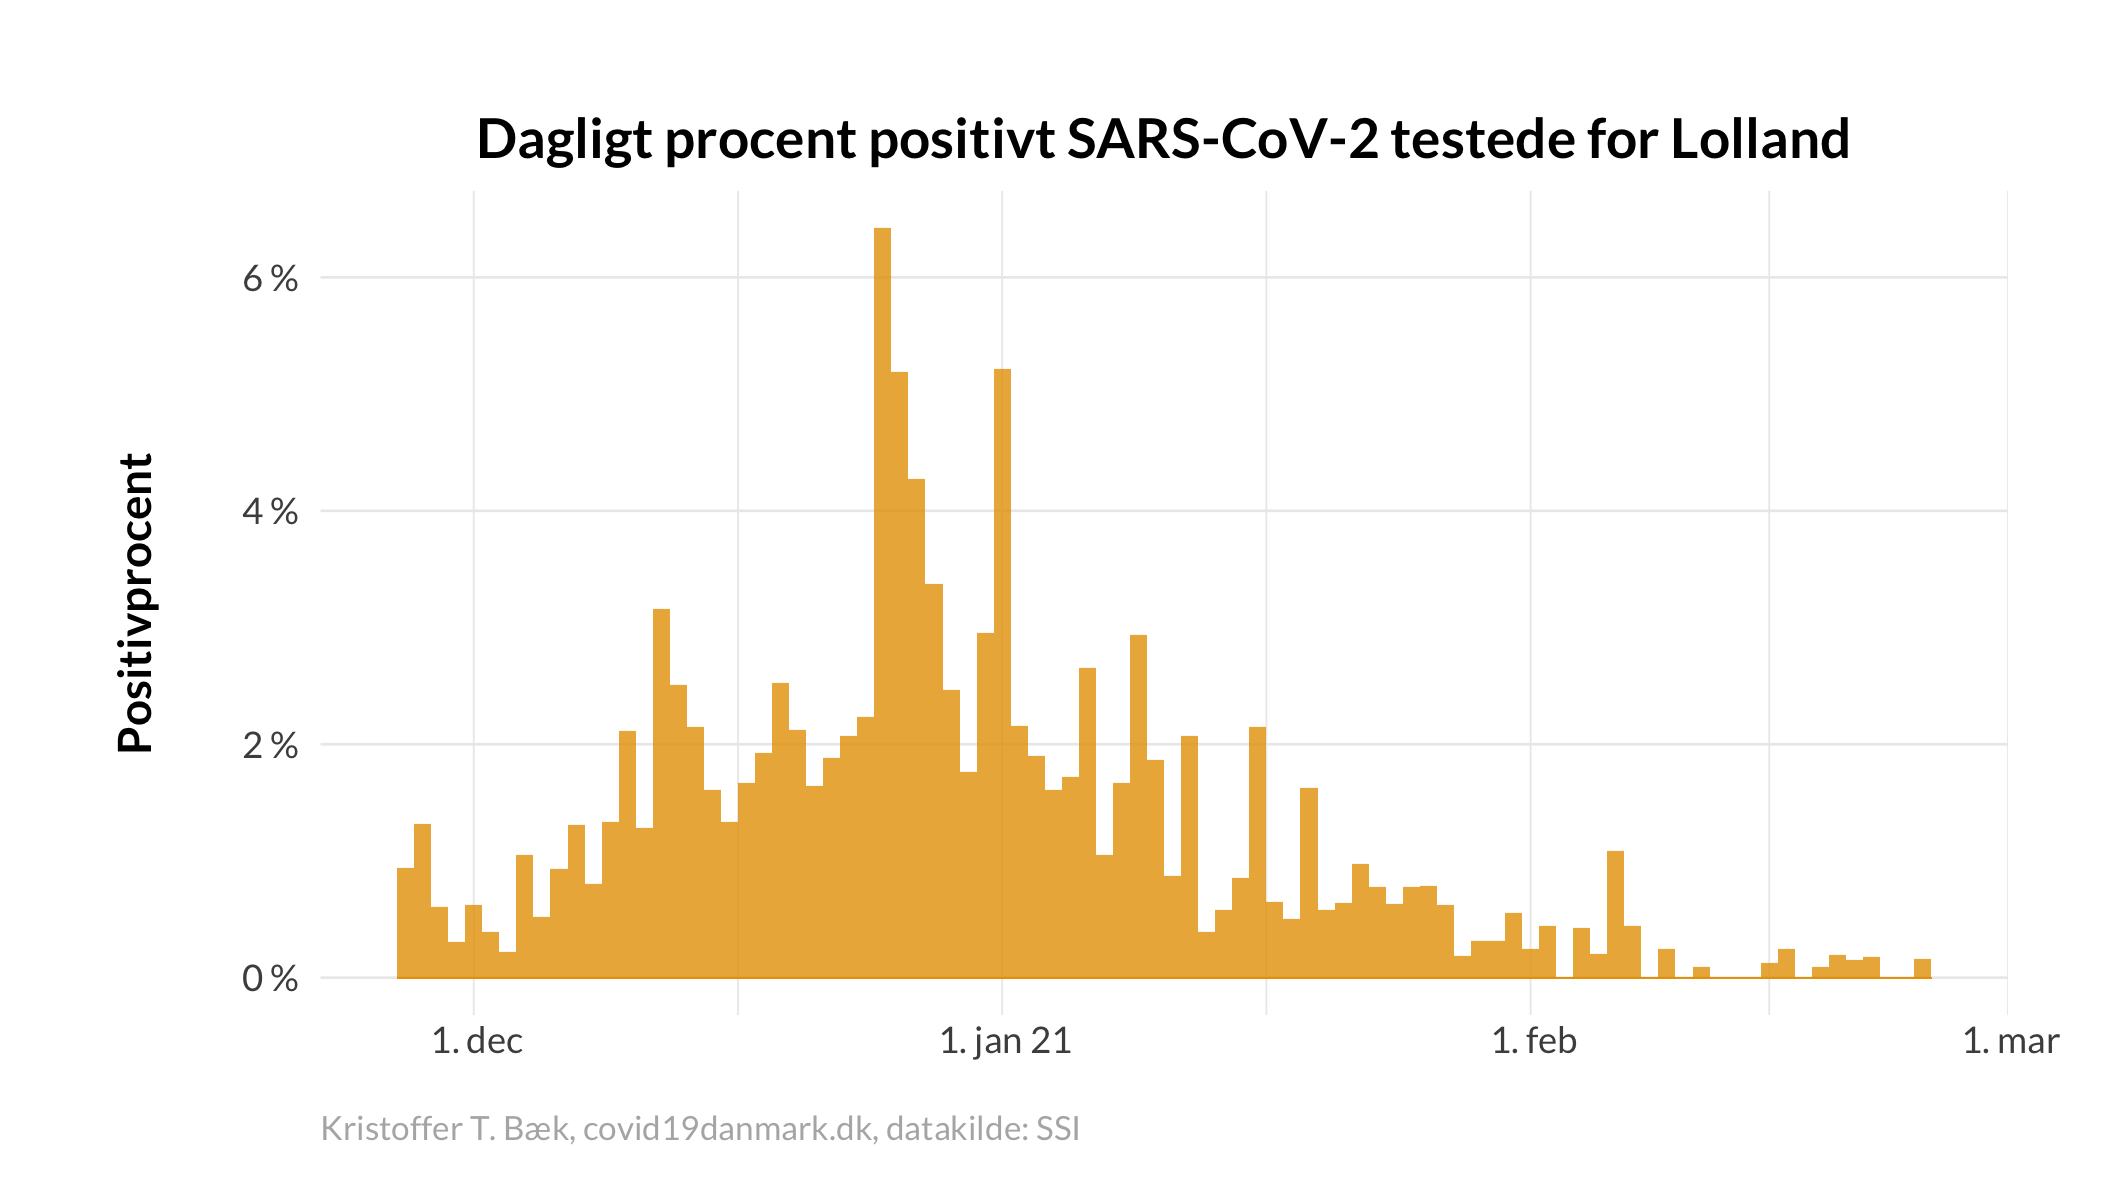 Dagligt procent positivt SARS-CoV-2 testede for Lolland
Positivprocent
6 %
4 %
2 %
0 %
1. dec
1. jan 21
1. feb
1. mar
Kristoffer T. Bæk, covid19danmark.dk, datakilde: SSI